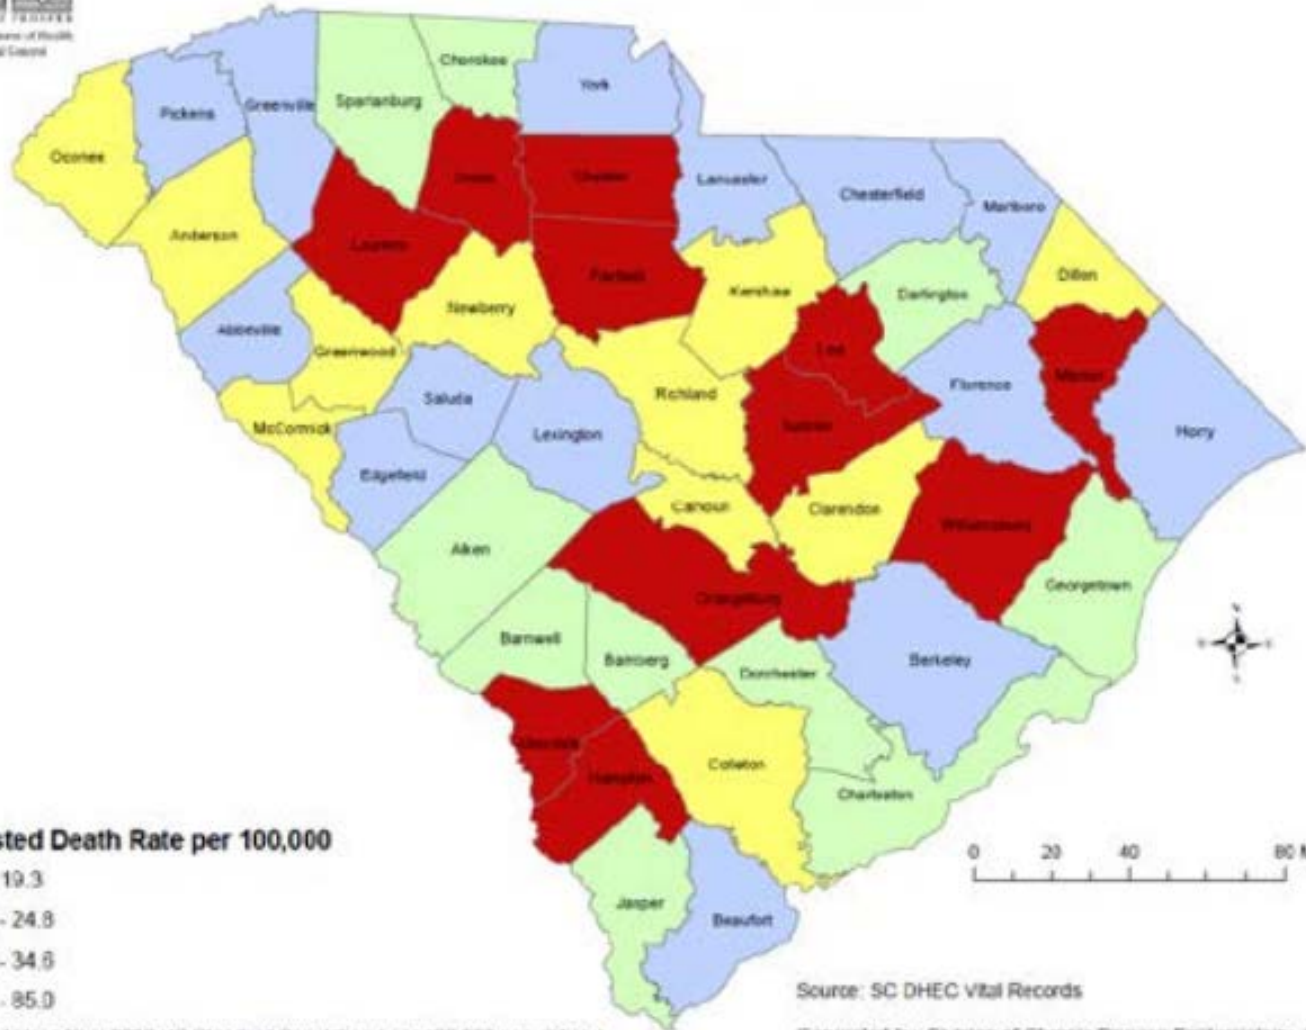 Cherokee
York
Spartanburg
Greenville
Pickens
Oconee
Union
Chester
Lancaster
Chesterfield
Marlboro
Anderson
Laurens
Fairfield
Kershaw
Darlington
Dillon
Newberry
Abbeville
Greenwood
Lee
Florence
Marion
Saluda
Richland
Lexington
Sumter
Horry
McCormick
Edgefield
Calhoun
Clarendon
Williamsburg
Aiken
Orangeburg
Georgetown
Barnwell
Bamberg
Dorchester
Berkeley
Allendale
Hampton
Colleton
Charleston
sted Death Rate per 100,000
0 20 40 80 M
19.3
- 24.8
- 34.6
- 85.0
Jasper
Beaufort
Source: SC DHEC Vital Records